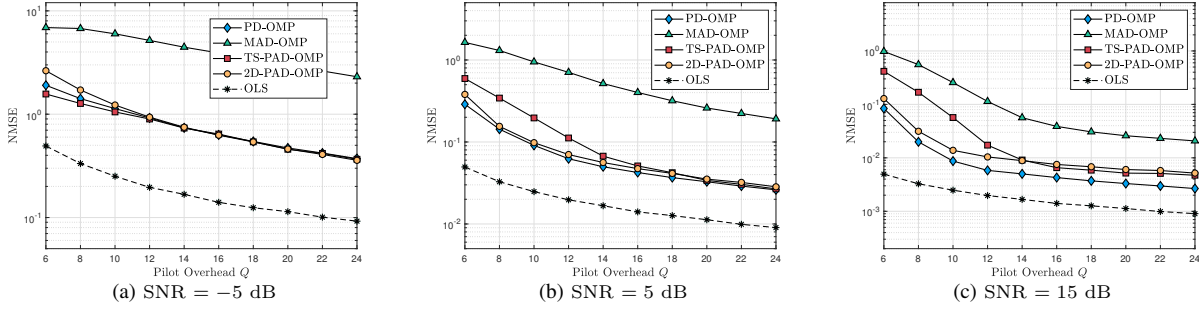 PD-OMP
MAD-OMP
TS-PAD-OMP
2D-PAD-OMP
OLS
NMSE
10^1
10^0
10^-1
6 8 10 12 14 16 18 20 22 24
Pilot Overhead Q
(a) SNR = −5 dB
PD-OMP
MAD-OMP
TS-PAD-OMP
2D-PAD-OMP
OLS
NMSE
10^0
10^-1
10^-2
6 8 10 12 14 16 18 20 22 24
Pilot Overhead Q
(b) SNR = 5 dB
PD-OMP
MAD-OMP
TS-PAD-OMP
2D-PAD-OMP
OLS
NMSE
10^0
10^-1
10^-2
10^-3
6 8 10 12 14 16 18 20 22 24
Pilot Overhead Q
(c) SNR = 15 dB